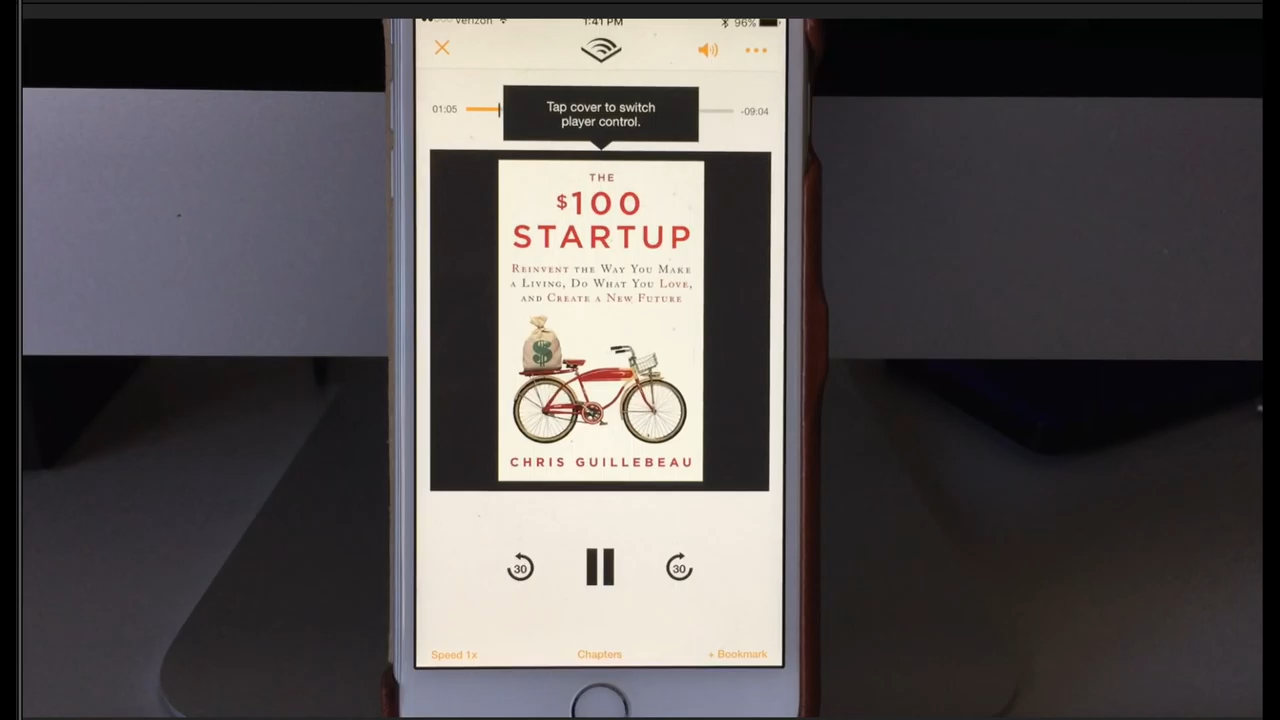 verizon 1:41 PM 96%
01:05 -09:04
Tap cover to switch
player control.
THE
$100
STARTUP
REINVENT THE WAY YOU MAKE
A LIVING, DO WHAT YOU LOVE,
AND CREATE A NEW FUTURE
$
CHRIS GUILLEBEAU
30 30
Speed 1x Chapters + Bookmark